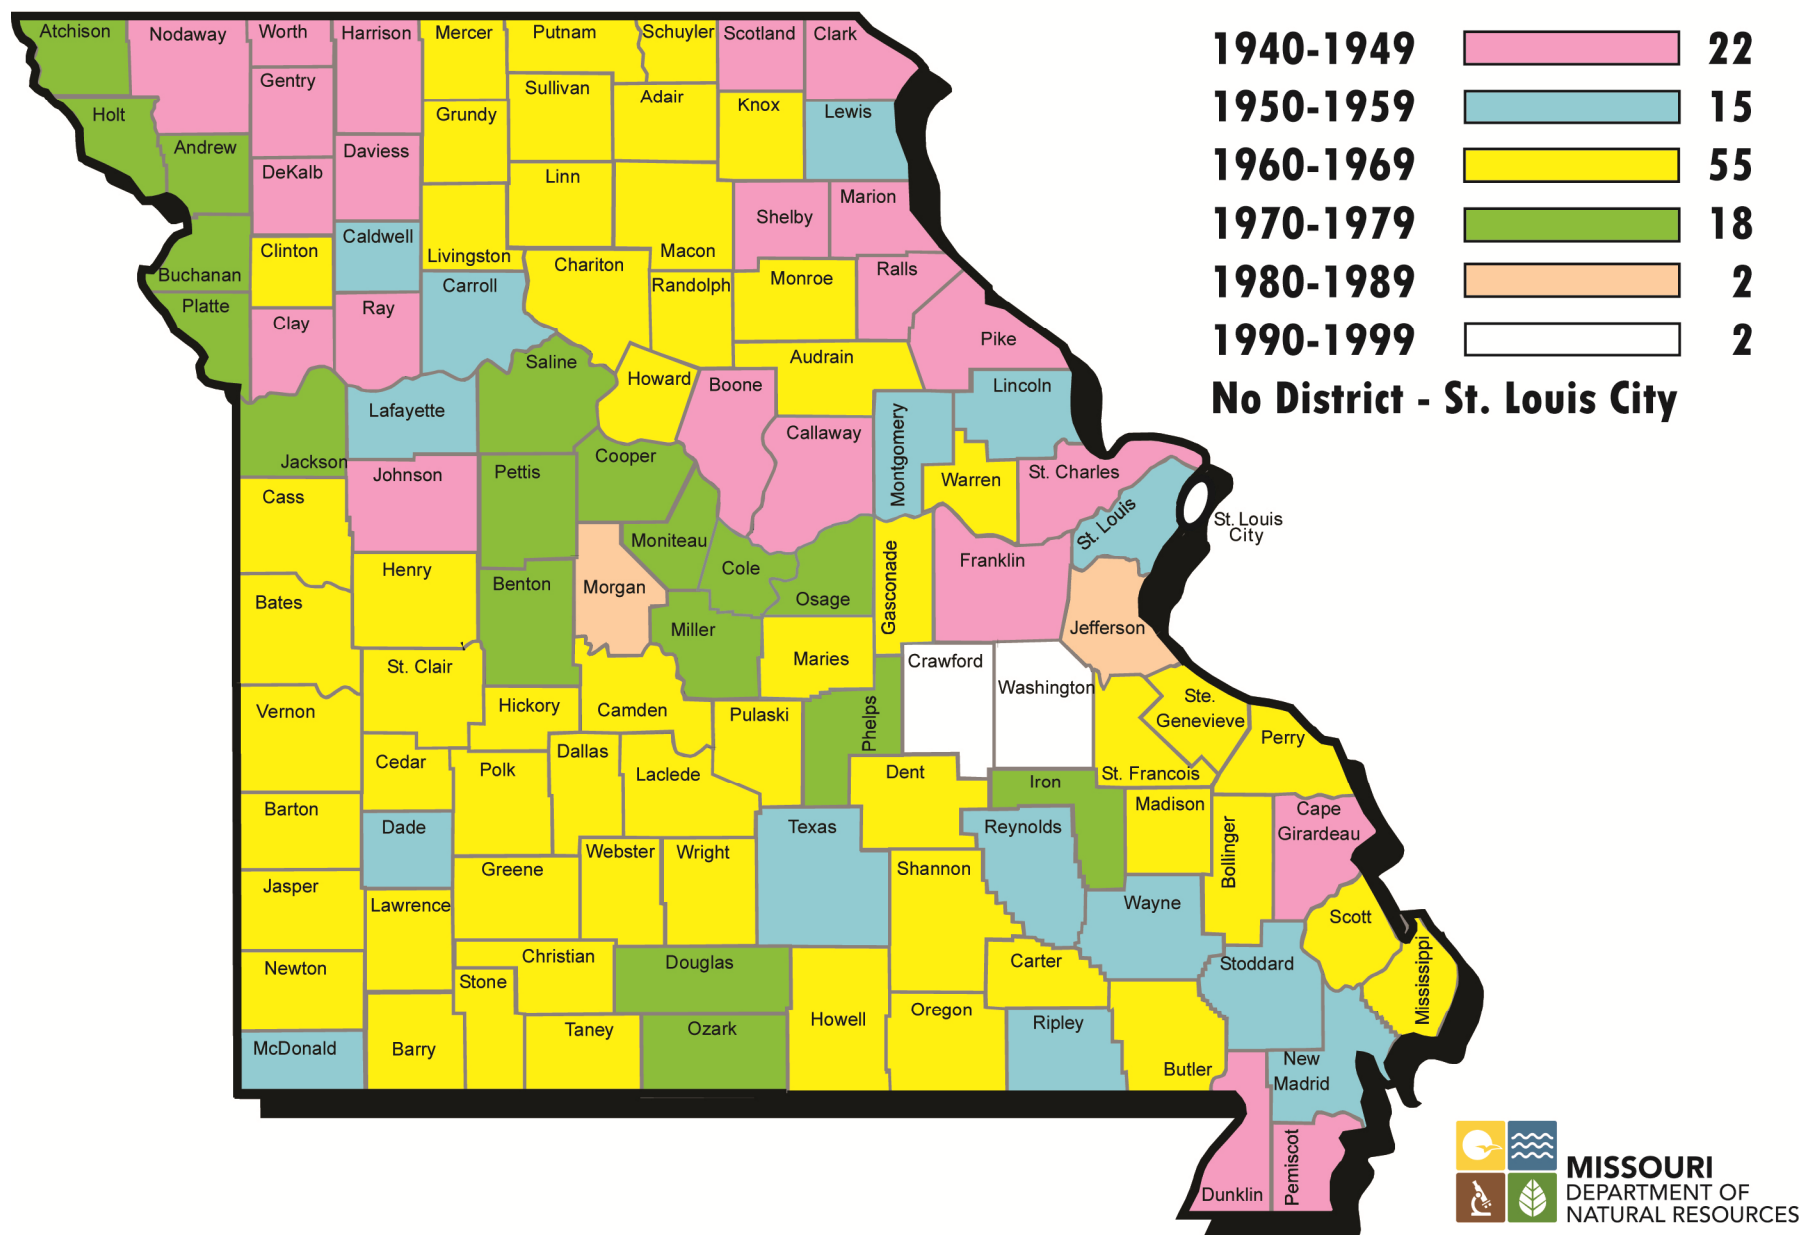 1940-1949 22
1950-1959 15
1960-1969 55
1970-1979 18
1980-1989 2
1990-1999 2
No District - St. Louis City
Atchison
Nodaway
Worth
Harrison
Mercer
Putnam
Schuyler
Scotland
Clark
Gentry
Sullivan
Adair
Knox
Lewis
Holt
Grundy
Andrew
Daviess
DeKalb
Linn
Shelby
Marion
Caldwell
Clinton
Livingston
Macon
Buchanan
Chariton
Ralls
Platte
Carroll
Randolph
Monroe
Clay
Ray
Pike
Saline
Audrain
Howard
Boone
Lincoln
Lafayette
Callaway
Montgomery
Jackson
Johnson
Pettis
Cooper
Warren
St. Charles
Cass
St. Louis
St. Louis
City
Moniteau
Henry
Benton
Morgan
Cole
Osage
Gasconade
Franklin
Bates
Miller
Jefferson
St. Clair
Maries
Crawford
Washington
Vernon
Hickory
Camden
Pulaski
Phelps
Ste.
Genevieve
Perry
Cedar
Polk
Dallas
Laclede
Dent
Iron
St. Francois
Barton
Dade
Texas
Reynolds
Madison
Cape
Girardeau
Webster
Wright
Bollinger
Jasper
Greene
Shannon
Lawrence
Wayne
Scott
Newton
Christian
Douglas
Carter
Stoddard
Mississippi
Stone
McDonald
Barry
Taney
Ozark
Howell
Oregon
Ripley
Butler
New
Madrid
Dunklin
Pemiscot
MISSOURI
DEPARTMENT OF
NATURAL RESOURCES